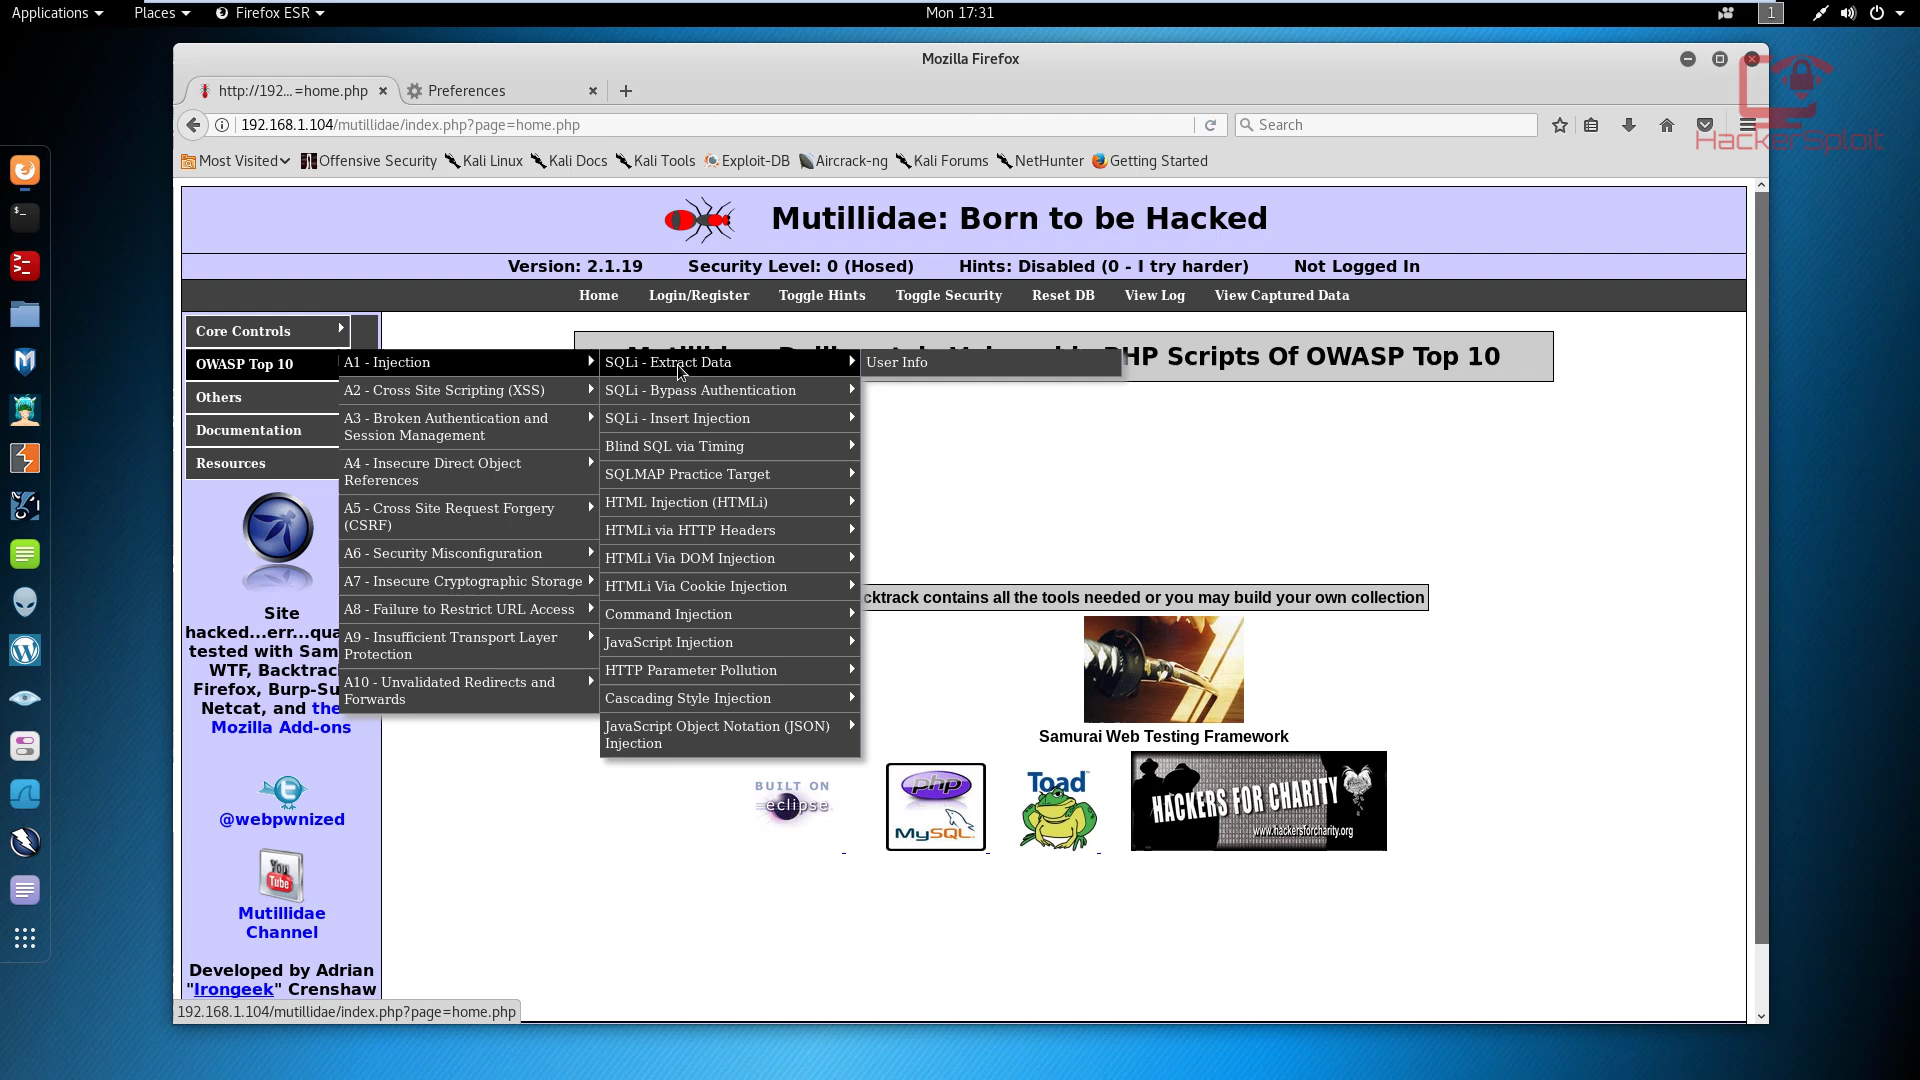 Applications
Places
Firefox ESR
Mon 17:31
1
Mozilla Firefox
http://192...=home.php
Preferences
192.168.1.104/mutillidae/index.php?page=home.php
Search
HackerSploit
Most Visited
Offensive Security
Kali Linux
Kali Docs
Kali Tools
Exploit-DB
Aircrack-ng
Kali Forums
NetHunter
Getting Started
Mutillidae: Born to be Hacked
Version: 2.1.19
Security Level: 0 (Hosed)
Hints: Disabled (0 - I try harder)
Not Logged In
Home
Login/Register
Toggle Hints
Toggle Security
Reset DB
View Log
View Captured Data
Core Controls
OWASP Top 10
Others
Documentation
Resources
A1 - Injection
A2 - Cross Site Scripting (XSS)
A3 - Broken Authentication and
Session Management
A4 - Insecure Direct Object
References
A5 - Cross Site Request Forgery
(CSRF)
A6 - Security Misconfiguration
A7 - Insecure Cryptographic Storage
A8 - Failure to Restrict URL Access
A9 - Insufficient Transport Layer
Protection
A10 - Unvalidated Redirects and
Forwards
SQLi - Extract Data
SQLi - Bypass Authentication
SQLi - Insert Injection
Blind SQL via Timing
SQLMAP Practice Target
HTML Injection (HTMLi)
HTMLi via HTTP Headers
HTMLi Via DOM Injection
HTMLi Via Cookie Injection
Command Injection
JavaScript Injection
HTTP Parameter Pollution
Cascading Style Injection
JavaScript Object Notation (JSON)
Injection
User Info
HP Scripts Of OWASP Top 10
cktrack contains all the tools needed or you may build your own collection
Samurai Web Testing Framework
BUILT ON
eclipse
php
MySQL
Toad
HACKERS FOR CHARITY
www.hackersforcharity.org
Site
hacked...err...qua
tested with Sam
WTF, Backtrac
Firefox, Burp-Su
Netcat, and the
Mozilla Add-ons
@webpwnized
You
Tube
Mutillidae
Channel
Developed by Adrian
"Irongeek" Crenshaw
192.168.1.104/mutillidae/index.php?page=home.php